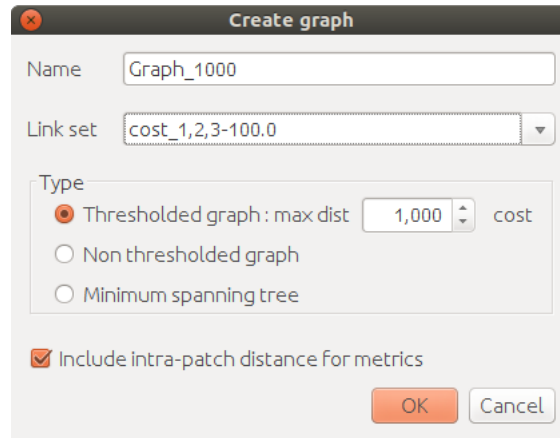 Create graph
Name Graph_1000
Link set cost_1,2,3-100.0
Type
Thresholded graph : max dist 1,000 cost
Non thresholded graph
Minimum spanning tree
Include intra-patch distance for metrics
OK Cancel